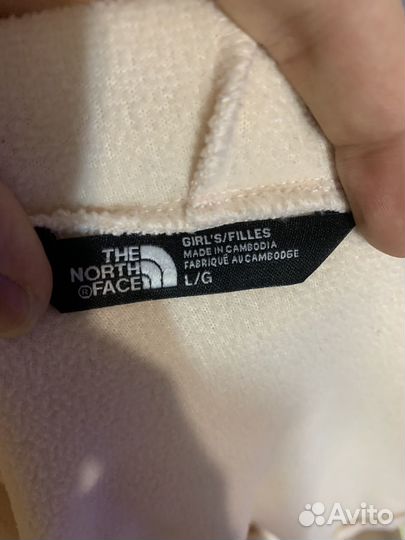 THE
NORTH
®FACE
GIRL'S/FILLES
MADE IN CAMBODIA
FABRIQUÉ AU CAMBODGE
L/G
Avito